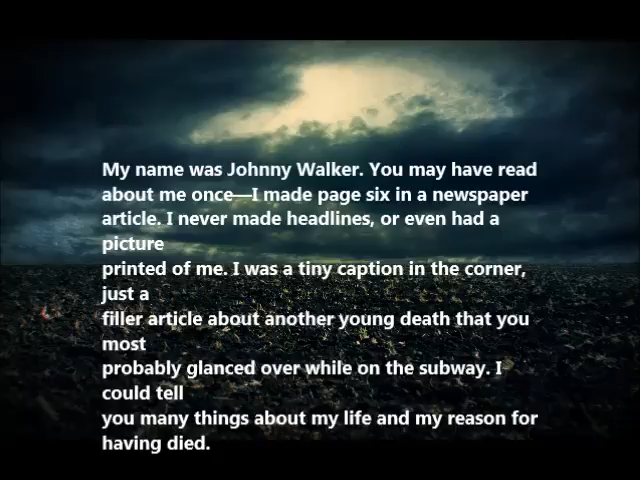 My name was Johnny Walker. You may have read
about me once—I made page six in a newspaper
article. I never made headlines, or even had a
picture
printed of me. I was a tiny caption in the corner,
just a
filler article about another young death that you
most
probably glanced over while on the subway. I
could tell
you many things about my life and my reason for
having died.